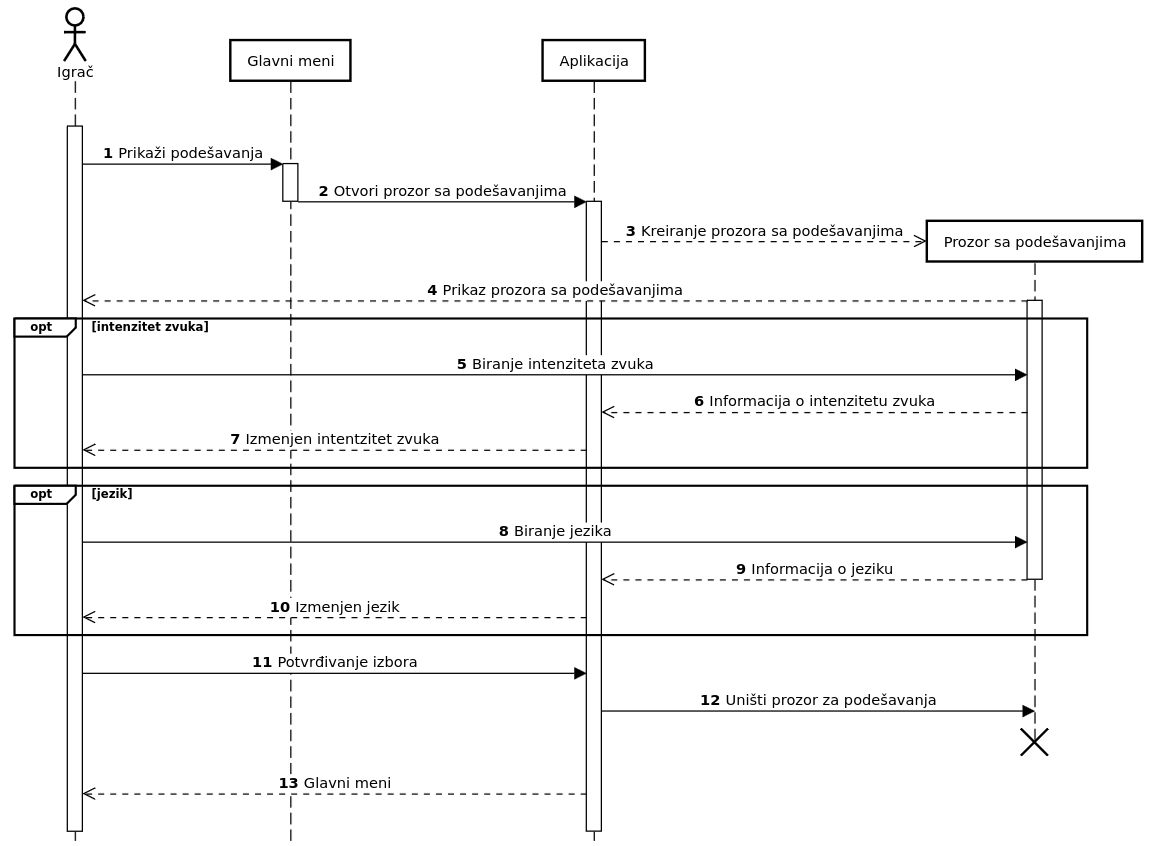 Igrač
Glavni meni
Aplikacija
1 Prikaži podešavanja
2 Otvori prozor sa podešavanjima
3 Kreiranje prozora sa podešavanjima
Prozor sa podešavanjima
4 Prikaz prozora sa podešavanjima
opt [intenzitet zvuka]
5 Biranje intenziteta zvuka
6 Informacija o intenzitetu zvuka
7 Izmenjen intentzitet zvuka
opt [jezik]
8 Biranje jezika
9 Informacija o jeziku
10 Izmenjen jezik
11 Potvrđivanje izbora
12 Uništi prozor za podešavanja
13 Glavni meni